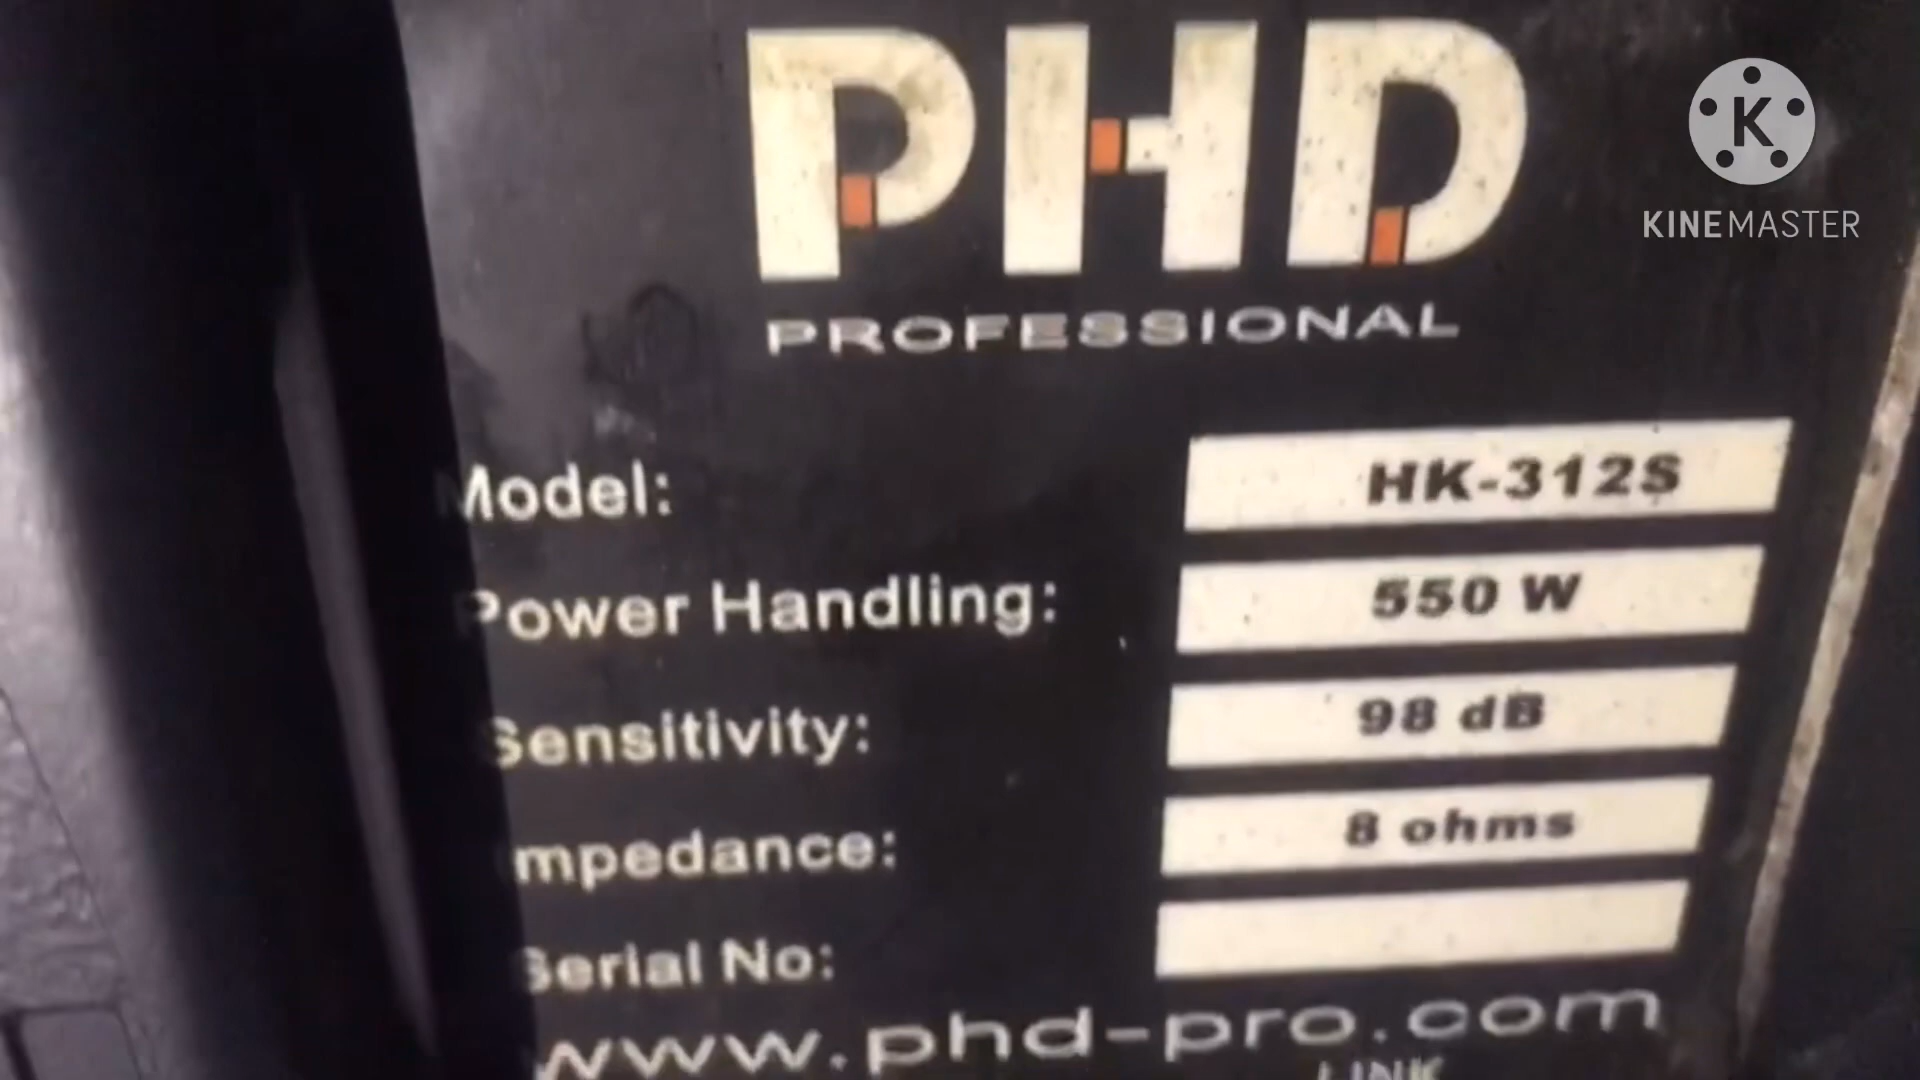 PHD
PROFESSIONAL
K
KINEMASTER
Model: HK-312S
Power Handling: 550 W
Sensitivity: 98 dB
Impedance: 8 ohms
Serial No:
www.phd-pro.com
LINK